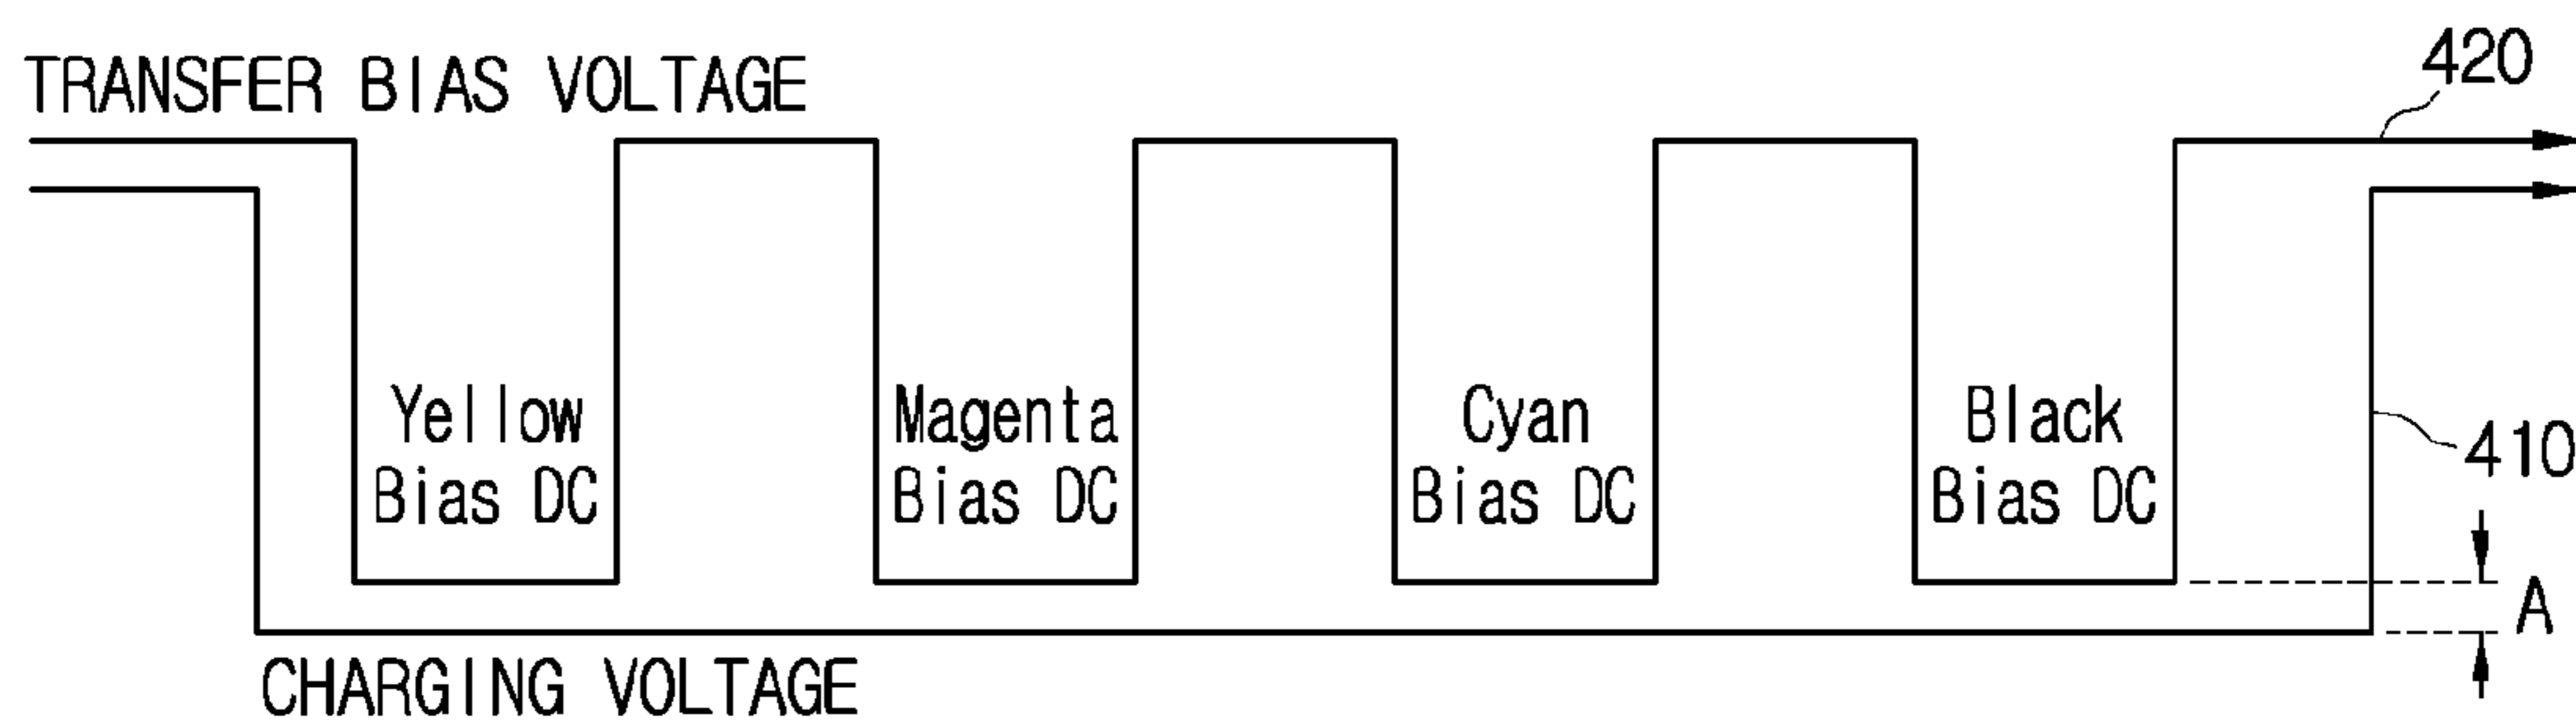 TRANSFER BIAS VOLTAGE
420
Yellow
Bias DC
Magenta
Bias DC
Cyan
Bias DC
Black
Bias DC
410
A
CHARGING VOLTAGE